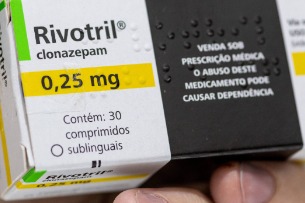 Rivotril®
clonazepam
0,25 mg
Contém: 30
comprimidos
sublinguais
VENDA SOB
PRESCRIÇÃO MÉDICA
O ABUSO DESTE
MEDICAMENTO PODE
CAUSAR DEPENDÊNCIA
Rivotril®